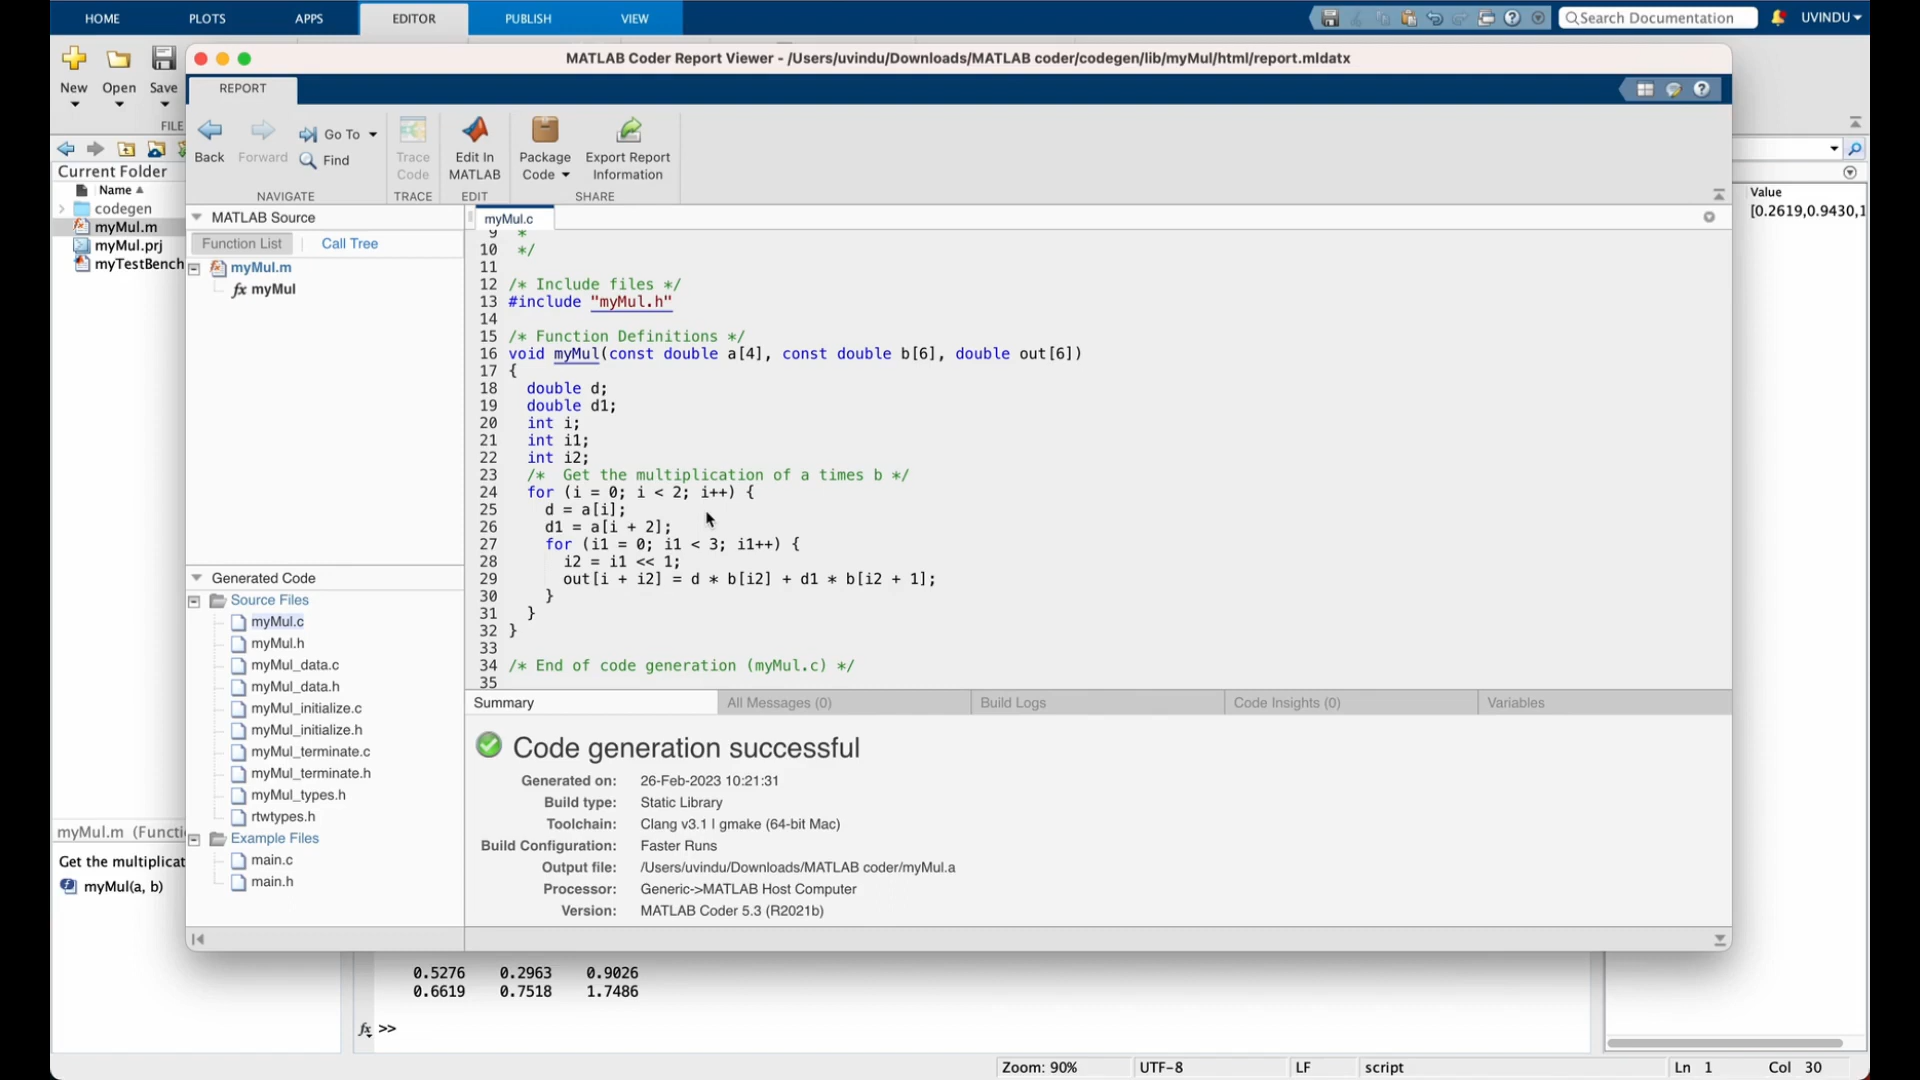 HOME PLOTS APPS EDITOR PUBLISH VIEW Search Documentation UVINDU
MATLAB Coder Report Viewer - /Users/uvindu/Downloads/MATLAB coder/codegen/lib/myMul/html/report.mldatx
New Open Save
FILE
REPORT
Back Forward Go To Find
Trace Code
Edit In MATLAB
Package Code
Export Report Information
NAVIGATE TRACE EDIT SHARE
Current Folder
Name
codegen
myMul.m
myMul.prj
myTestBench
Value
[0.2619,0.9430,1
MATLAB Source
Function List Call Tree
myMul.m
fx myMul
myMul.c
9 *
10 */
11
12 /* Include files */
13 #include "myMul.h"
14
15 /* Function Definitions */
16 void myMul(const double a[4], const double b[6], double out[6])
17 {
18 double d;
19 double d1;
20 int i;
21 int i1;
22 int i2;
23 /* Get the multiplication of a times b */
24 for (i = 0; i < 2; i++) {
25 d = a[i];
26 d1 = a[i + 2];
27 for (i1 = 0; i1 < 3; i1++) {
28 i2 = i1 << 1;
29 out[i + i2] = d * b[i2] + d1 * b[i2 + 1];
30 }
31 }
32 }
33
34 /* End of code generation (myMul.c) */
35
Generated Code
Source Files
myMul.c
myMul.h
myMul_data.c
myMul_data.h
myMul_initialize.c
myMul_initialize.h
myMul_terminate.c
myMul_terminate.h
myMul_types.h
rtwtypes.h
Example Files
main.c
main.h
Summary All Messages (0) Build Logs Code Insights (0) Variables
Code generation successful
Generated on: 26-Feb-2023 10:21:31
Build type: Static Library
Toolchain: Clang v3.1 | gmake (64-bit Mac)
Build Configuration: Faster Runs
Output file: /Users/uvindu/Downloads/MATLAB coder/myMul.a
Processor: Generic->MATLAB Host Computer
Version: MATLAB Coder 5.3 (R2021b)
myMul.m (Functi
Get the multiplicat
myMul(a, b)
0.5276 0.2963 0.9026
0.6619 0.7518 1.7486
fx >>
Zoom: 90% UTF-8 LF script Ln 1 Col 30